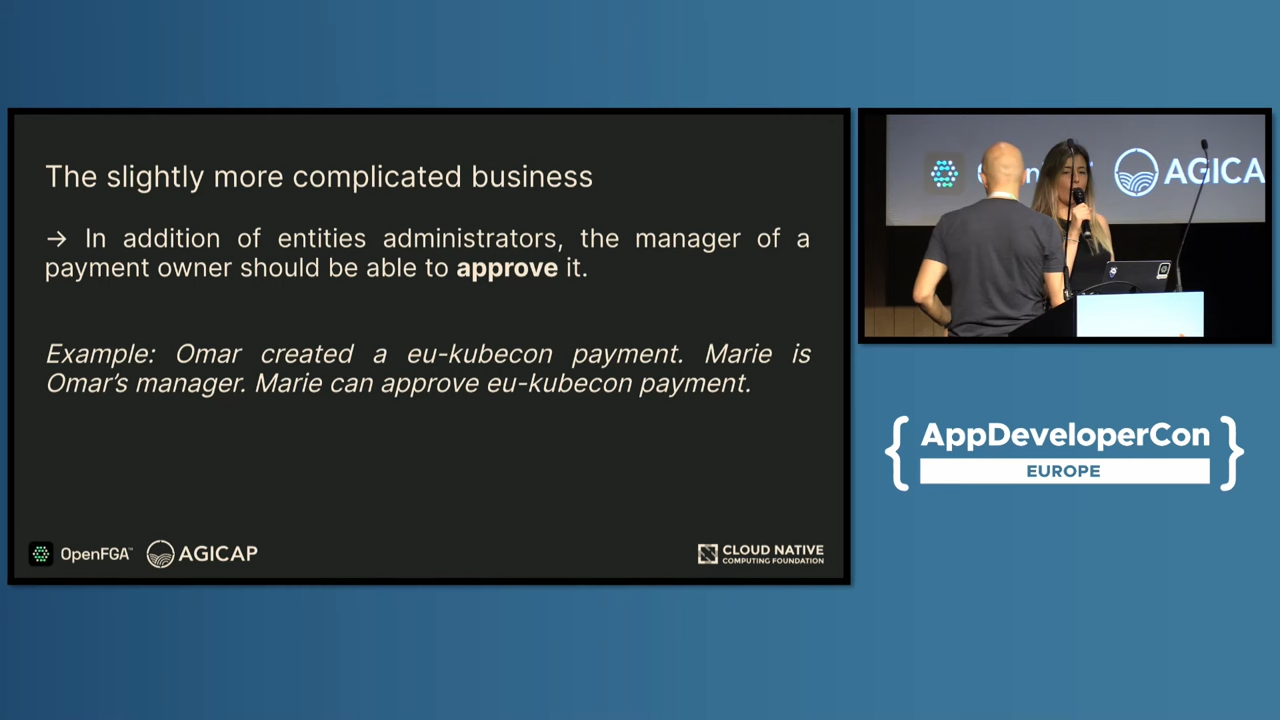 The slightly more complicated business
→ In addition of entities administrators, the manager of a
payment owner should be able to approve it.
Example: Omar created a eu-kubecon payment. Marie is
Omar's manager. Marie can approve eu-kubecon payment.
OpenFGA™ AGICAP
CLOUD NATIVE
COMPUTING FOUNDATION
AGICA
{ AppDeveloperCon }
EUROPE